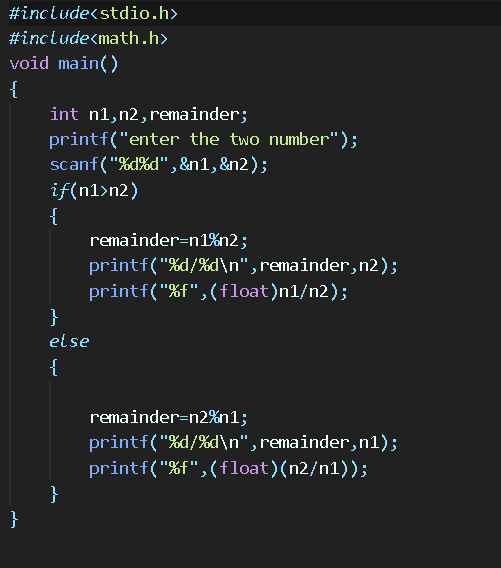 #include<stdio.h>
#include<math.h>
void main()
{
    int n1,n2,remainder;
    printf("enter the two number");
    scanf("%d%d",&n1,&n2);
    if(n1>n2)
    {
        remainder=n1%n2;
        printf("%d/%d\n",remainder,n2);
        printf("%f",(float)n1/n2);
    }
    else
    {
        remainder=n2%n1;
        printf("%d/%d\n",remainder,n1);
        printf("%f",(float)(n2/n1));
    }
}